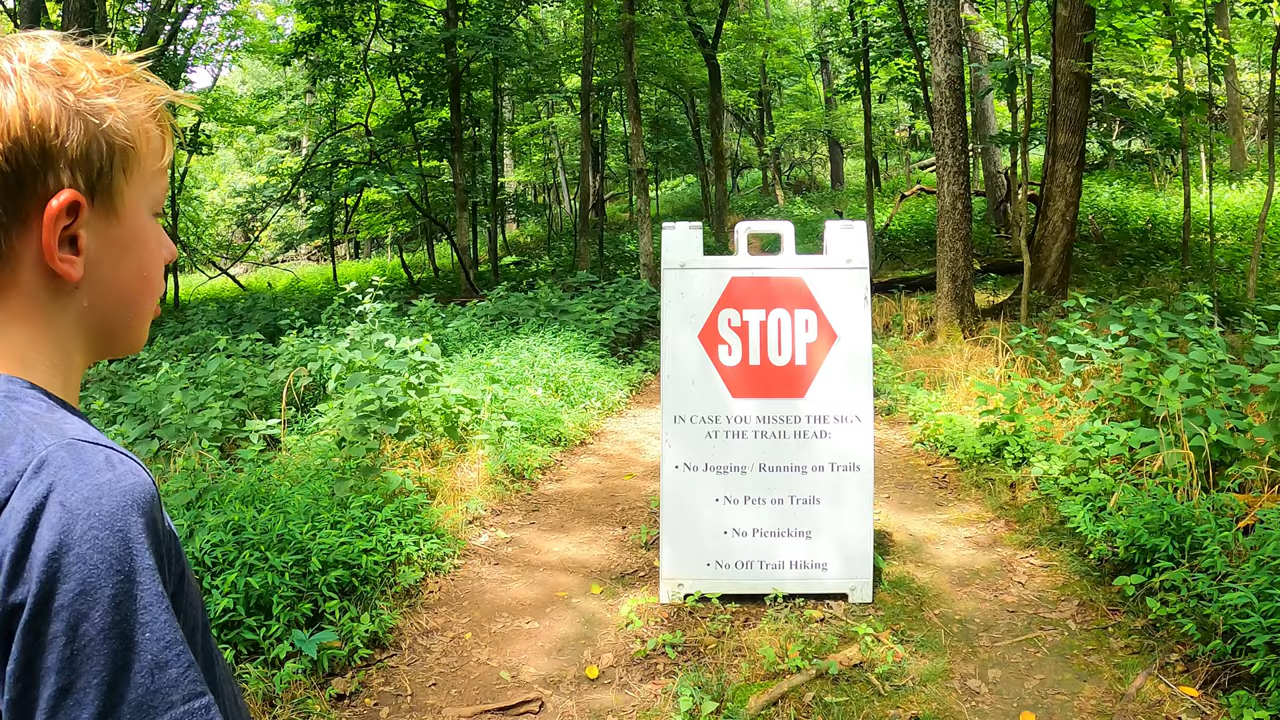 STOP
IN CASE YOU MISSED THE SIGN
AT THE TRAIL HEAD:
• No Jogging / Running on Trails
• No Pets on Trails
• No Picnicking
• No Off Trail Hiking